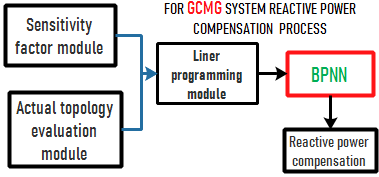 FOR GCMG SYSTEM REACTIVE POWER
COMPENSATION PROCESS
Sensitivity
factor module
Actual topology
evaluation
module
Liner
programming
module
BPNN
Reactive power
compensation